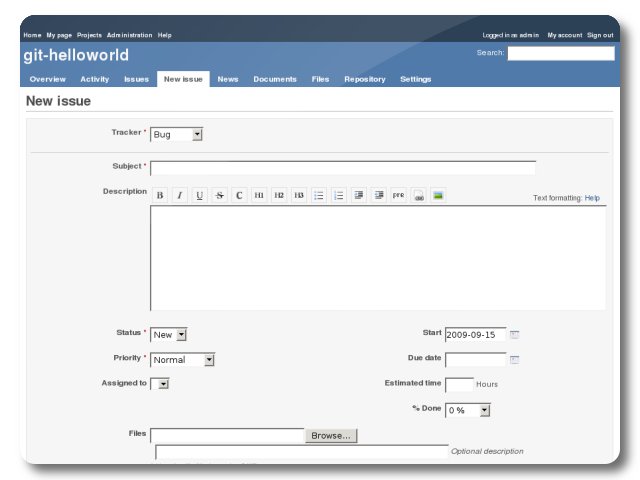 Home My page Projects Administration Help Logged in as admin My account Sign out
git-helloworld Search:
Overview Activity Issues New issue News Documents Files Repository Settings
New issue
Tracker * Bug
Subject *
Description B I U S C H1 H2 H3 pre Text formatting: Help
Status * New Start 2009-09-15
Priority * Normal Due date
Assigned to Estimated time Hours
% Done 0 %
Files Browse...
Optional description